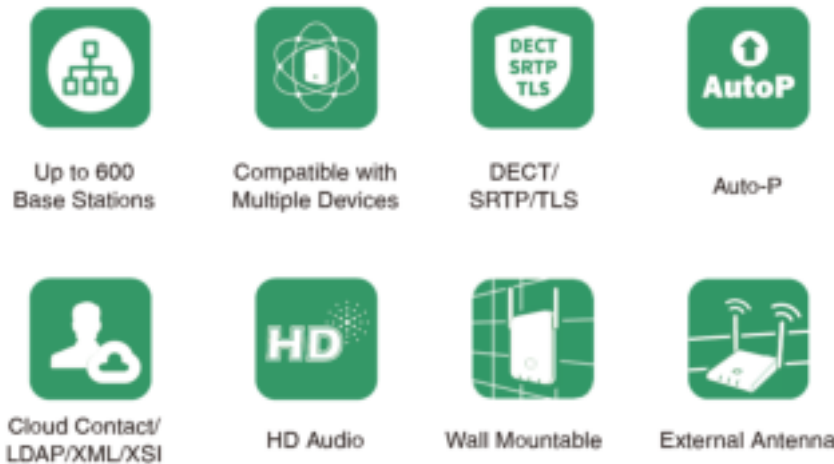 DECT
SRTP
TLS
AutoP
Up to 600
Base Stations
Compatible with
Multiple Devices
DECT/
SRTP/TLS
Auto-P
HD
Cloud Contact/
LDAP/XML/XSI
HD Audio
Wall Mountable
External Antenna